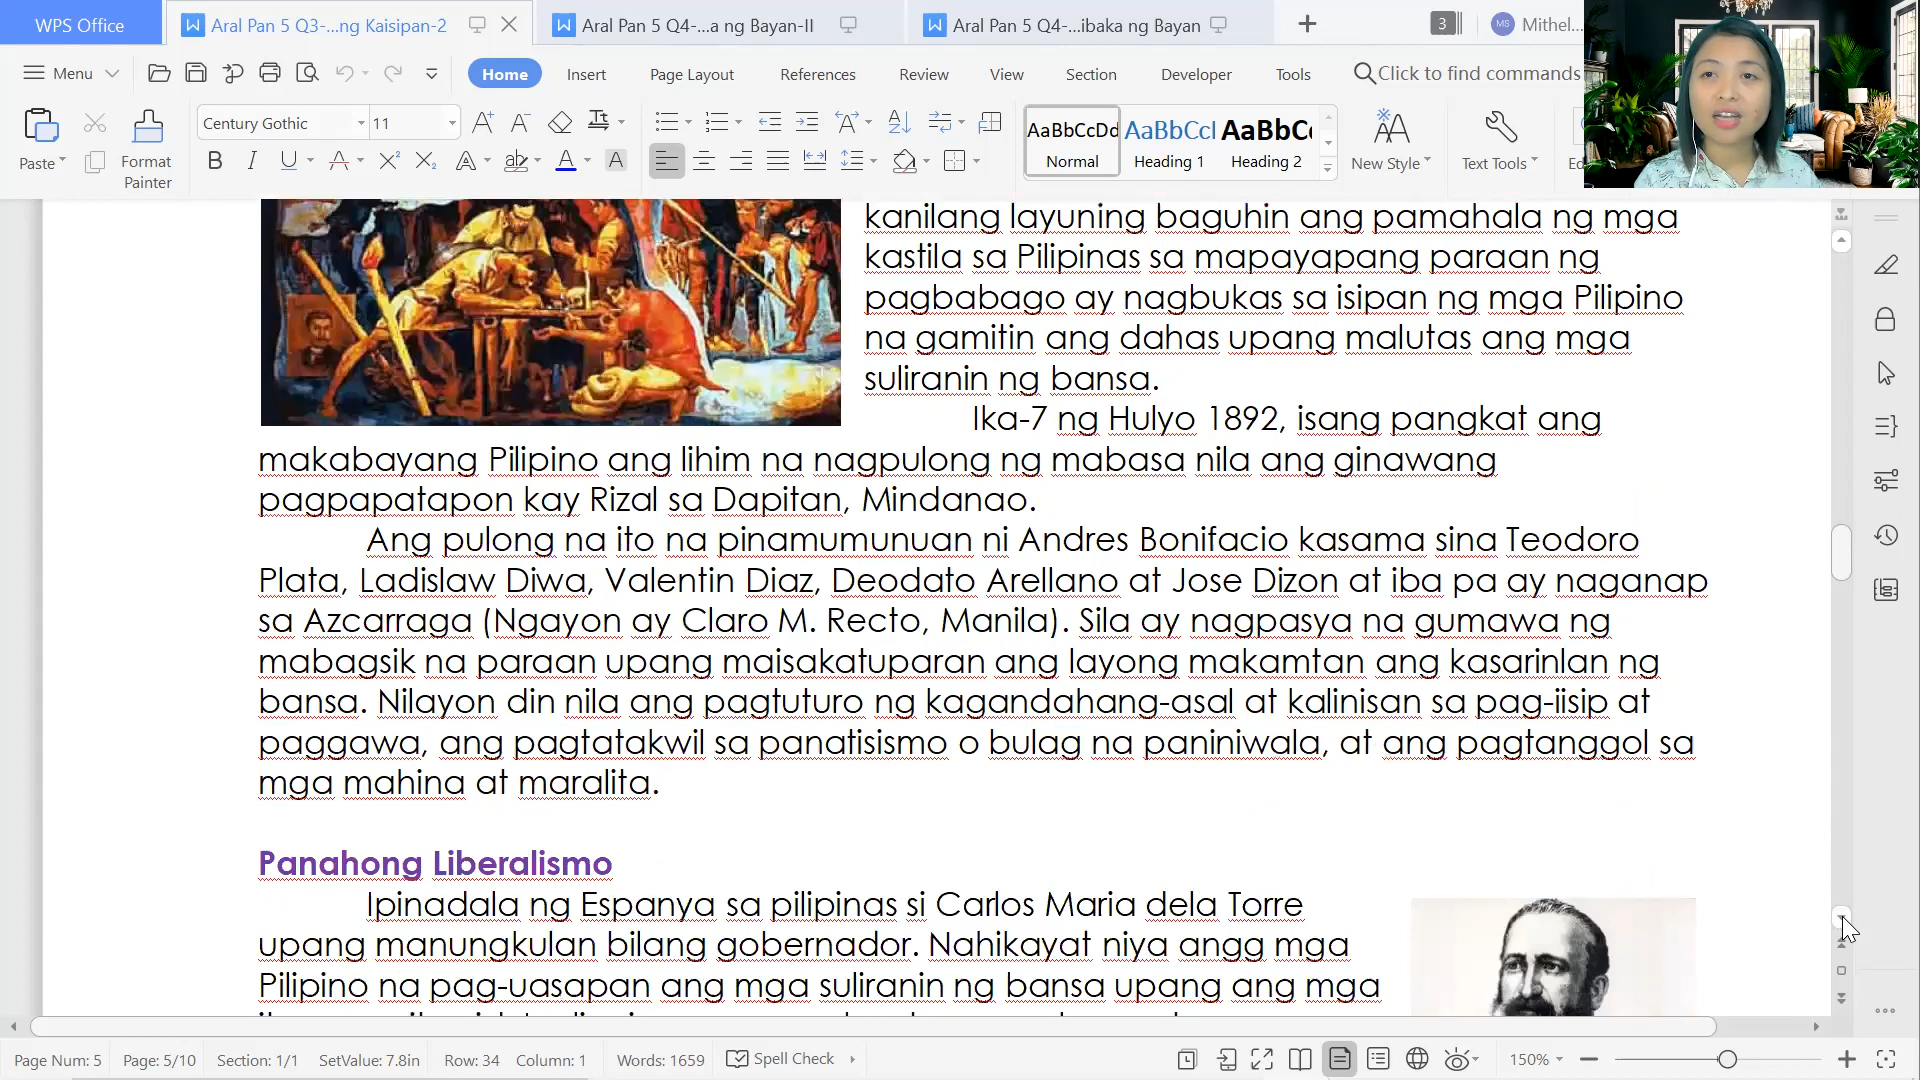 WPS Office
Aral Pan 5 Q3-...ng Kaisipan-2
Aral Pan 5 Q4-...a ng Bayan-II
Aral Pan 5 Q4-...ibaka ng Bayan
3
MS
Mithel...
Menu
Home
Insert
Page Layout
References
Review
View
Section
Developer
Tools
Click to find commands
Paste
Format
Painter
Century Gothic
11
AaBbCcDd
Normal
AaBbCcl
Heading 1
AaBbC
Heading 2
New Style
Text Tools
kanilang layuning baguhin ang pamahala ng mga
kastila sa Pilipinas sa mapayapang paraan ng
pagbabago ay nagbukas sa isipan ng mga Pilipino
na gamitin ang dahas upang malutas ang mga
suliranin ng bansa.
Ika-7 ng Hulyo 1892, isang pangkat ang
makabayang Pilipino ang lihim na nagpulong ng mabasa nila ang ginawang
pagpapatapon kay Rizal sa Dapitan, Mindanao.
Ang pulong na ito na pinamumunuan ni Andres Bonifacio kasama sina Teodoro
Plata, Ladislaw Diwa, Valentin Diaz, Deodato Arellano at Jose Dizon at iba pa ay naganap
sa Azcarraga (Ngayon ay Claro M. Recto, Manila). Sila ay nagpasya na gumawa ng
mabagsik na paraan upang maisakatuparan ang layong makamtan ang kasarinlan ng
bansa. Nilayon din nila ang pagtuturo ng kagandahang-asal at kalinisan sa pag-iisip at
paggawa, ang pagtatakwil sa panatisismo o bulag na paniniwala, at ang pagtanggol sa
mga mahina at maralita.
Panahong Liberalismo
Ipinadala ng Espanya sa pilipinas si Carlos Maria dela Torre
upang manungkulan bilang gobernador. Nahikayat niya angg mga
Pilipino na pag-uasapan ang mga suliranin ng bansa upang ang mga
Page Num: 5
Page: 5/10
Section: 1/1
SetValue: 7.8in
Row: 34
Column: 1
Words: 1659
Spell Check
150%